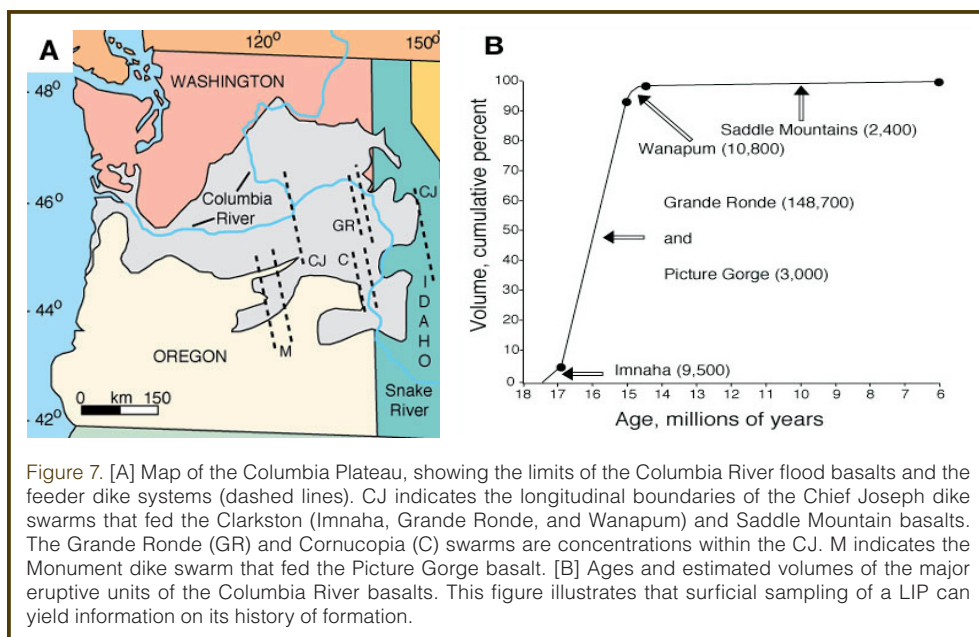 A
120°
150°
WASHINGTON
48°
Columbia
River
46°
CJ
GR
C
CJ
44°
M
OREGON
I
D
A
H
O
0 km 150
Snake
River
42°
B
Volume, cumulative percent
100
90
80
70
60
50
40
30
20
10
0
Saddle Mountains (2,400)
Wanapum (10,800)
Grande Ronde (148,700)
and
Picture Gorge (3,000)
Imnaha (9,500)
18 17 16 15 14 13 12 11 10 9 8 7 6
Age, millions of years
Figure 7. [A] Map of the Columbia Plateau, showing the limits of the Columbia River flood basalts and the
feeder dike systems (dashed lines). CJ indicates the longitudinal boundaries of the Chief Joseph dike
swarms that fed the Clarkston (Imnaha, Grande Ronde, and Wanapum) and Saddle Mountain basalts.
The Grande Ronde (GR) and Cornucopia (C) swarms are concentrations within the CJ. M indicates the
Monument dike swarm that fed the Picture Gorge basalt. [B] Ages and estimated volumes of the major
eruptive units of the Columbia River basalts. This figure illustrates that surficial sampling of a LIP can
yield information on its history of formation.